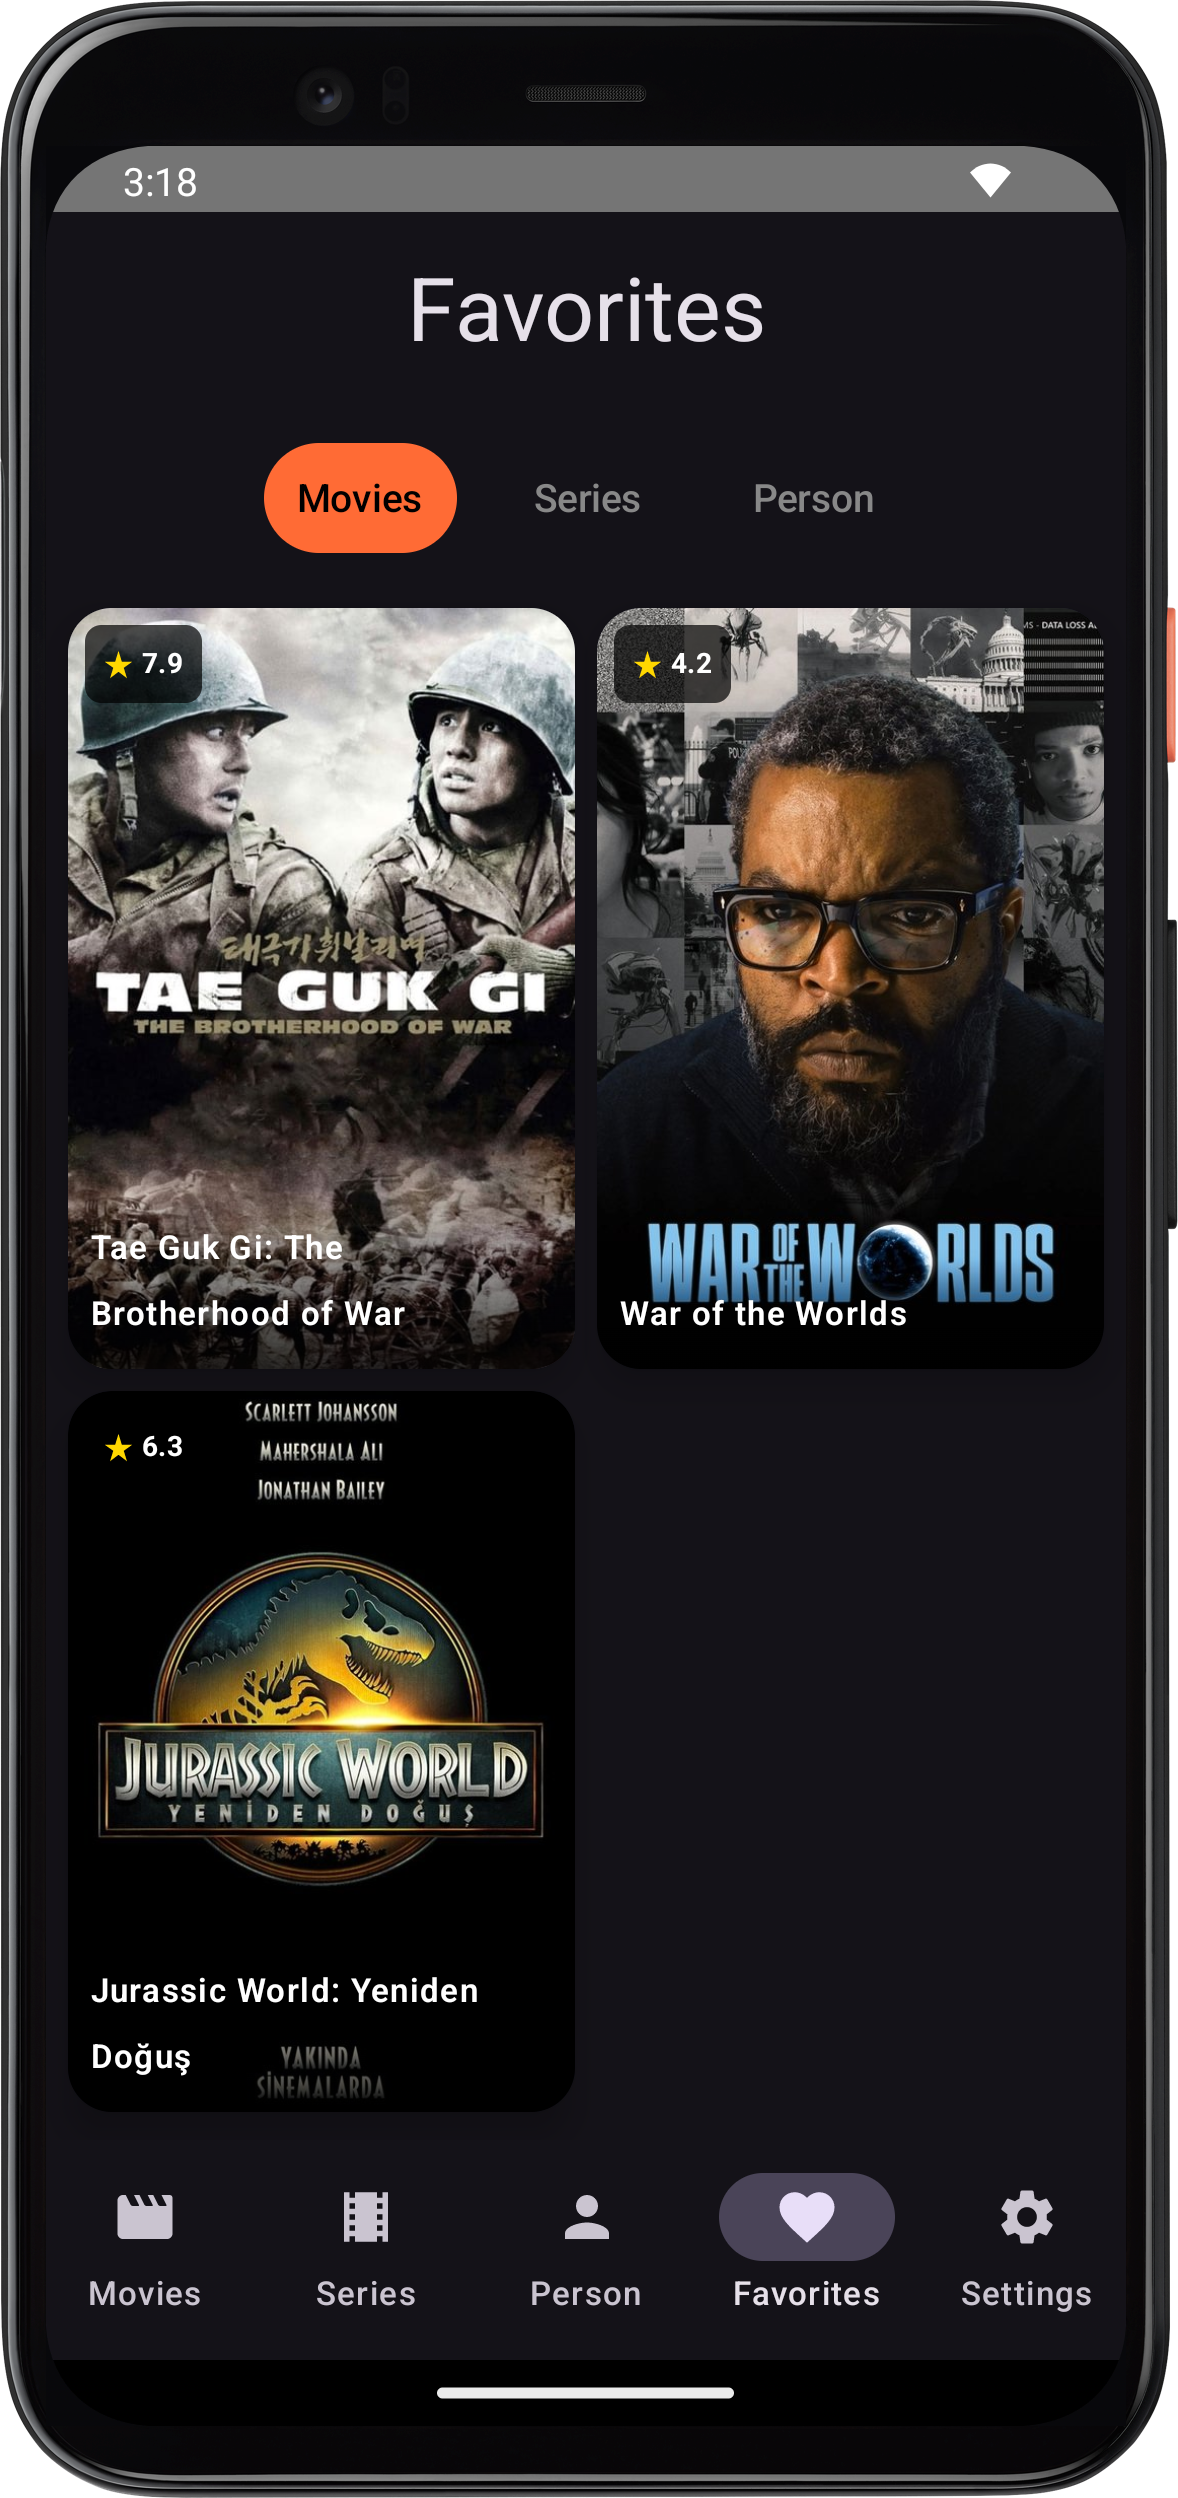 3:18
Favorites
Movies
Series
Person
7.9
태극기 휘날리며
TAE GUK GI
THE BROTHERHOOD OF WAR
Tae Guk Gi: The
Brotherhood of War
4.2
DATA LOSS
WAR OF THE WORLDS
War of the Worlds
6.3
SCARLETT JOHANSSON
MAHERSHALA ALI
JONATHAN BAILEY
JURASSIC WORLD
YENİDEN DOĞUŞ
Jurassic World: Yeniden
Doğuş
YAKINDA
SİNEMALARDA
Movies
Series
Person
Favorites
Settings